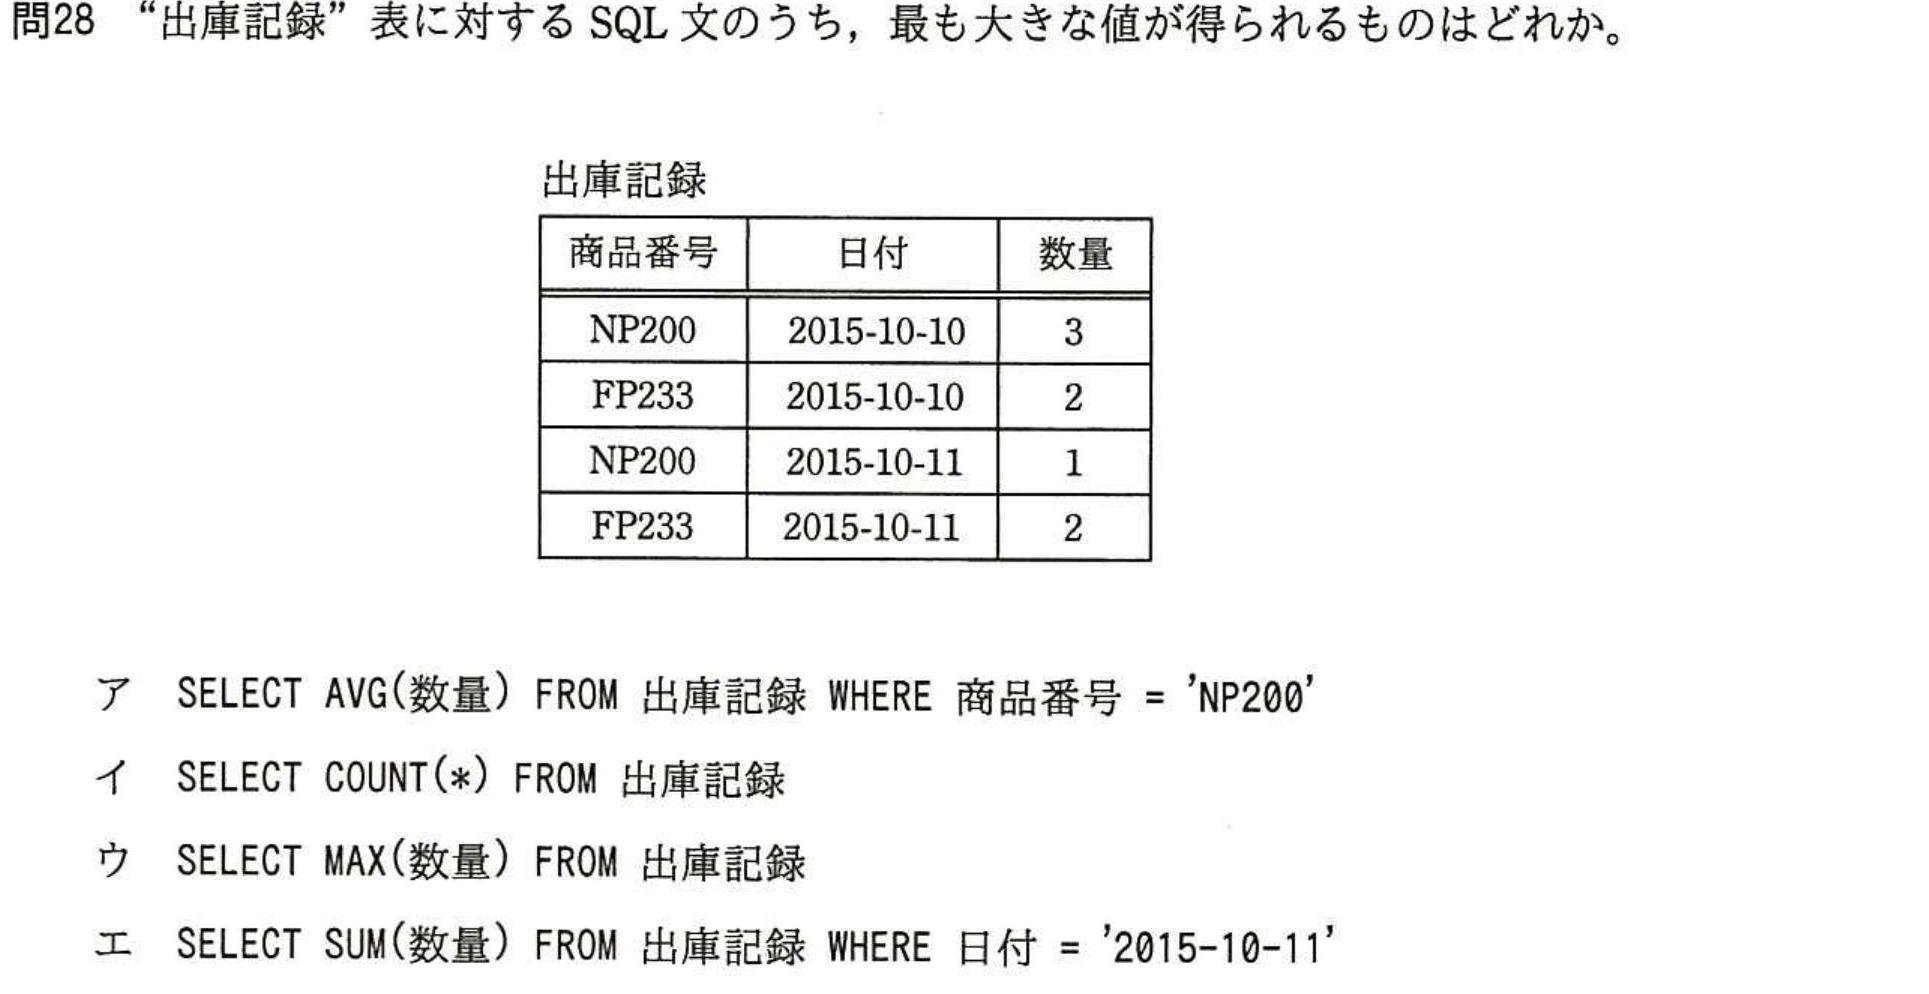 問28 “出庫記録”表に対する SQL 文のうち，最も大きな値が得られるものはどれか。
出庫記録
商品番号 日付 数量
NP200 2015-10-10 3
FP233 2015-10-10 2
NP200 2015-10-11 1
FP233 2015-10-11 2
ア SELECT AVG(数量) FROM 出庫記録 WHERE 商品番号 = 'NP200'
イ SELECT COUNT(*) FROM 出庫記録
ウ SELECT MAX(数量) FROM 出庫記録
エ SELECT SUM(数量) FROM 出庫記録 WHERE 日付 = '2015-10-11'